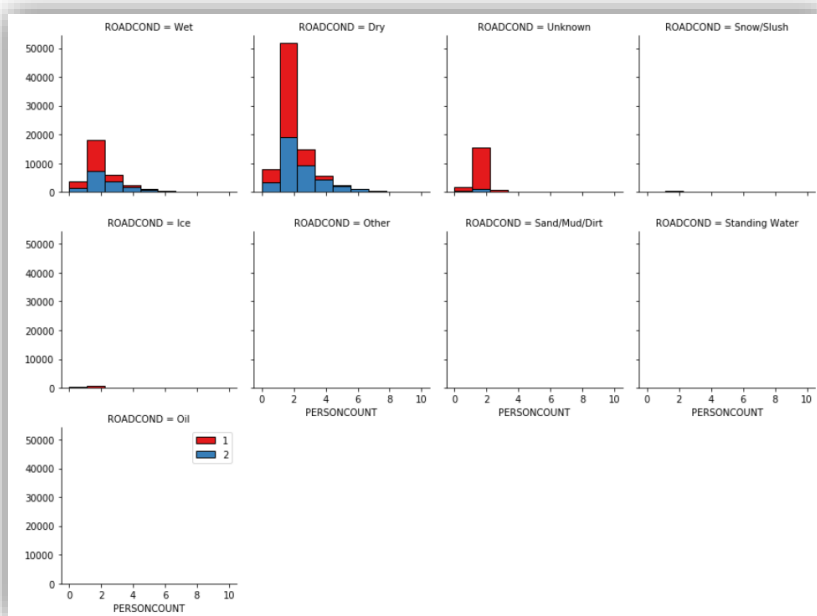 ROADCOND = Wet
ROADCOND = Dry
ROADCOND = Unknown
ROADCOND = Snow/Slush
50000
40000
30000
20000
10000
0
ROADCOND = Ice
ROADCOND = Other
ROADCOND = Sand/Mud/Dirt
ROADCOND = Standing Water
50000
40000
30000
20000
10000
0
0 2 4 6 8 10
0 2 4 6 8 10
0 2 4 6 8 10
PERSONCOUNT
PERSONCOUNT
PERSONCOUNT
ROADCOND = Oil
1
2
50000
40000
30000
20000
10000
0
0 2 4 6 8 10
PERSONCOUNT